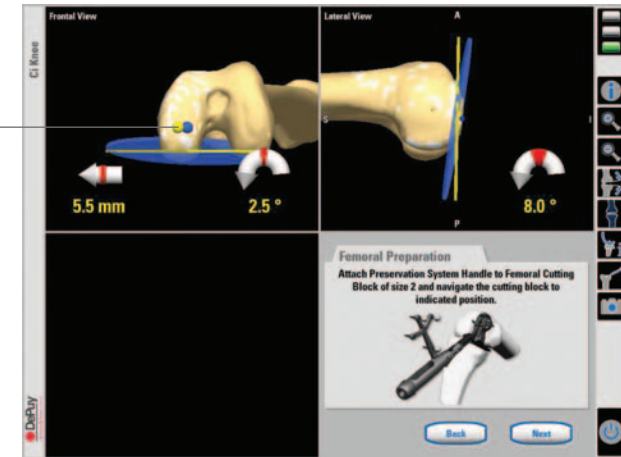 Ci Knee
Frontal View
5.5 mm
2.5 °
Lateral View
A
S
I
P
8.0 °
Femoral Preparation
Attach Preservation System Handle to Femoral Cutting
Block of size 2 and navigate the cutting block to
indicated position.
Back
Next
DePuy